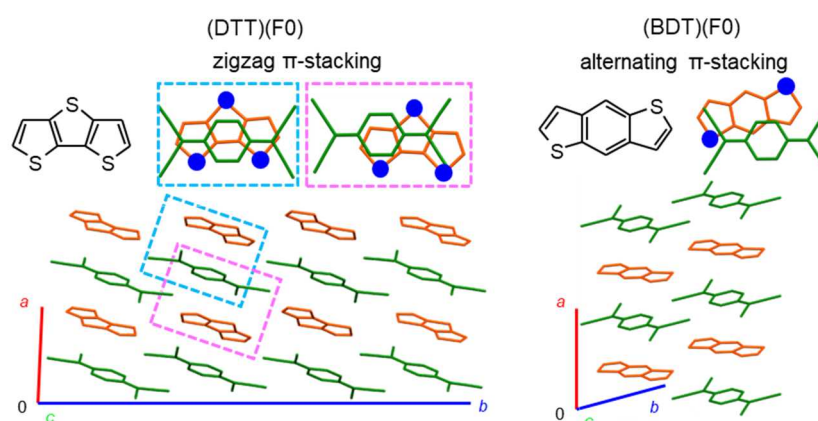 (DTT)(F0)
zigzag π-stacking
(BDT)(F0)
alternating π-stacking
S
S
S
S
S
a
0
c
b
a
0
c
b